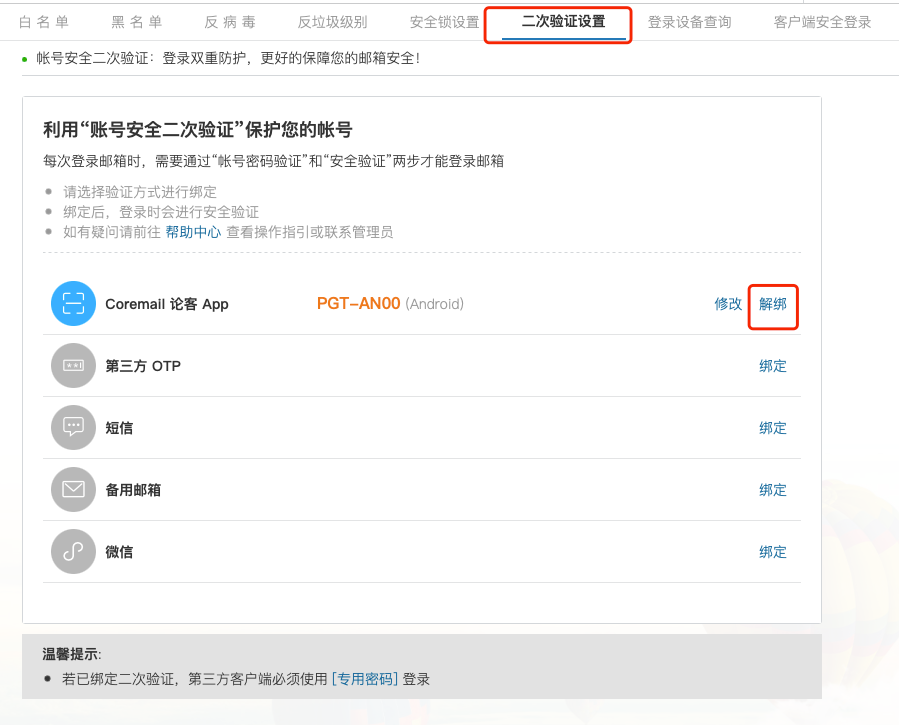 白 名 单 黑 名 单 反 病 毒 反垃圾级别 安全锁设置 二次验证设置 登录设备查询 客户端安全登录
帐号安全二次验证：登录双重防护，更好的保障您的邮箱安全！
利用“账号安全二次验证”保护您的帐号
每次登录邮箱时，需要通过“帐号密码验证”和“安全验证”两步才能登录邮箱
请选择验证方式进行绑定
绑定后，登录时会进行安全验证
如有疑问请前往 帮助中心 查看操作指引或联系管理员
Coremail 论客 App PGT-AN00 (Android) 修改 解绑
第三方 OTP 绑定
短信 绑定
备用邮箱 绑定
微信 绑定
温馨提示:
若已绑定二次验证，第三方客户端必须使用 [专用密码] 登录